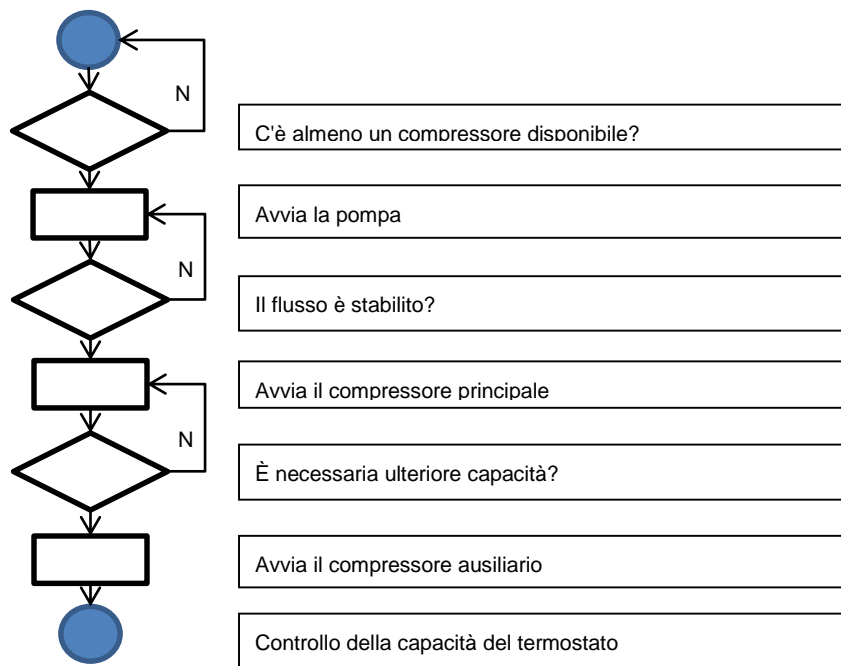 N
C'è almeno un compressore disponibile?
Avvia la pompa
N
Il flusso è stabilito?
Avvia il compressore principale
N
È necessaria ulteriore capacità?
Avvia il compressore ausiliario
Controllo della capacità del termostato